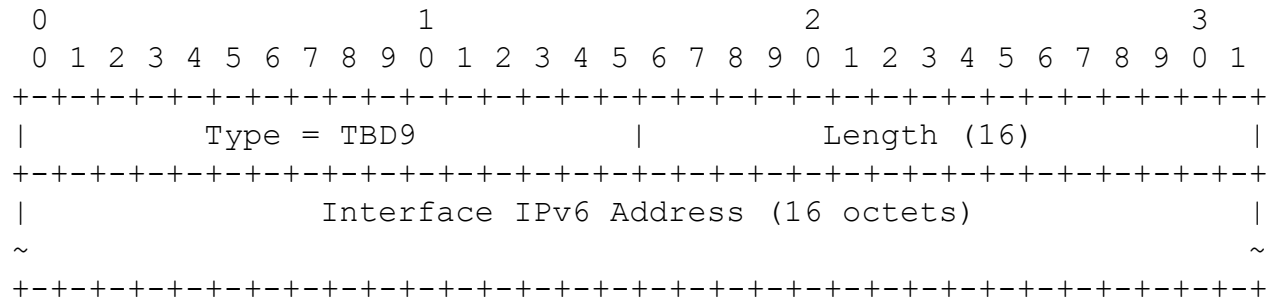 0                   1                   2                   3
 0 1 2 3 4 5 6 7 8 9 0 1 2 3 4 5 6 7 8 9 0 1 2 3 4 5 6 7 8 9 0 1
+-+-+-+-+-+-+-+-+-+-+-+-+-+-+-+-+-+-+-+-+-+-+-+-+-+-+-+-+-+-+-+-+
|         Type = TBD9           |         Length (16)           |
+-+-+-+-+-+-+-+-+-+-+-+-+-+-+-+-+-+-+-+-+-+-+-+-+-+-+-+-+-+-+-+-+
|               Interface IPv6 Address (16 octets)              |
~                                                               ~
+-+-+-+-+-+-+-+-+-+-+-+-+-+-+-+-+-+-+-+-+-+-+-+-+-+-+-+-+-+-+-+-+